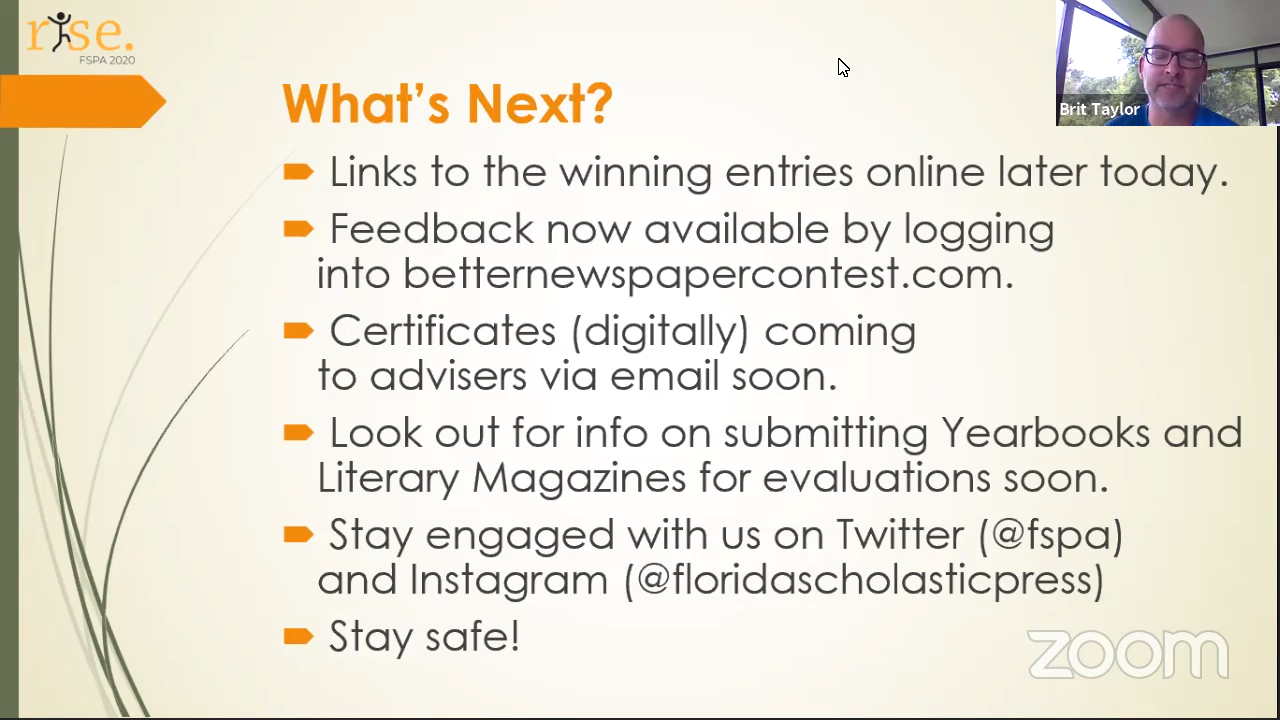 rise.
FSPA 2020
Brit Taylor
What's Next?
Links to the winning entries online later today.
Feedback now available by logging
into betternewspapercontest.com.
Certificates (digitally) coming
to advisers via email soon.
Look out for info on submitting Yearbooks and
Literary Magazines for evaluations soon.
Stay engaged with us on Twitter (@fspa)
and Instagram (@floridascholasticpress)
Stay safe!
zoom